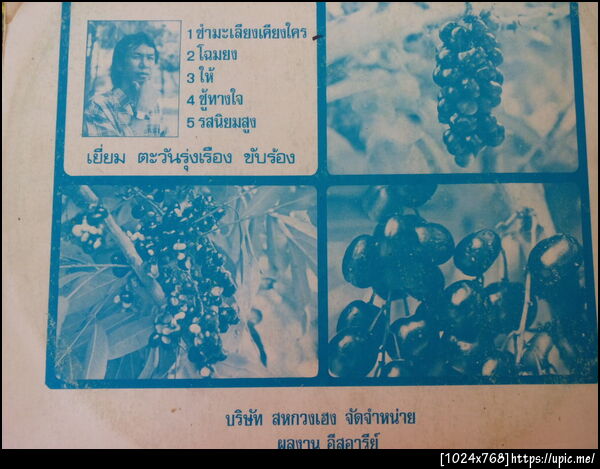 1 ชำมะเลียงเคียงใคร
2 โฉมยง
3 ให้
4 ชู้ทางใจ
5 รสนิยมสูง
เยี่ยม ตะวันรุ่งเรือง ขับร้อง
บริษัท สหกวงเฮง จัดจำหน่าย
ผลงาน อีสอารีย์
[1024x768]https://upic.me/